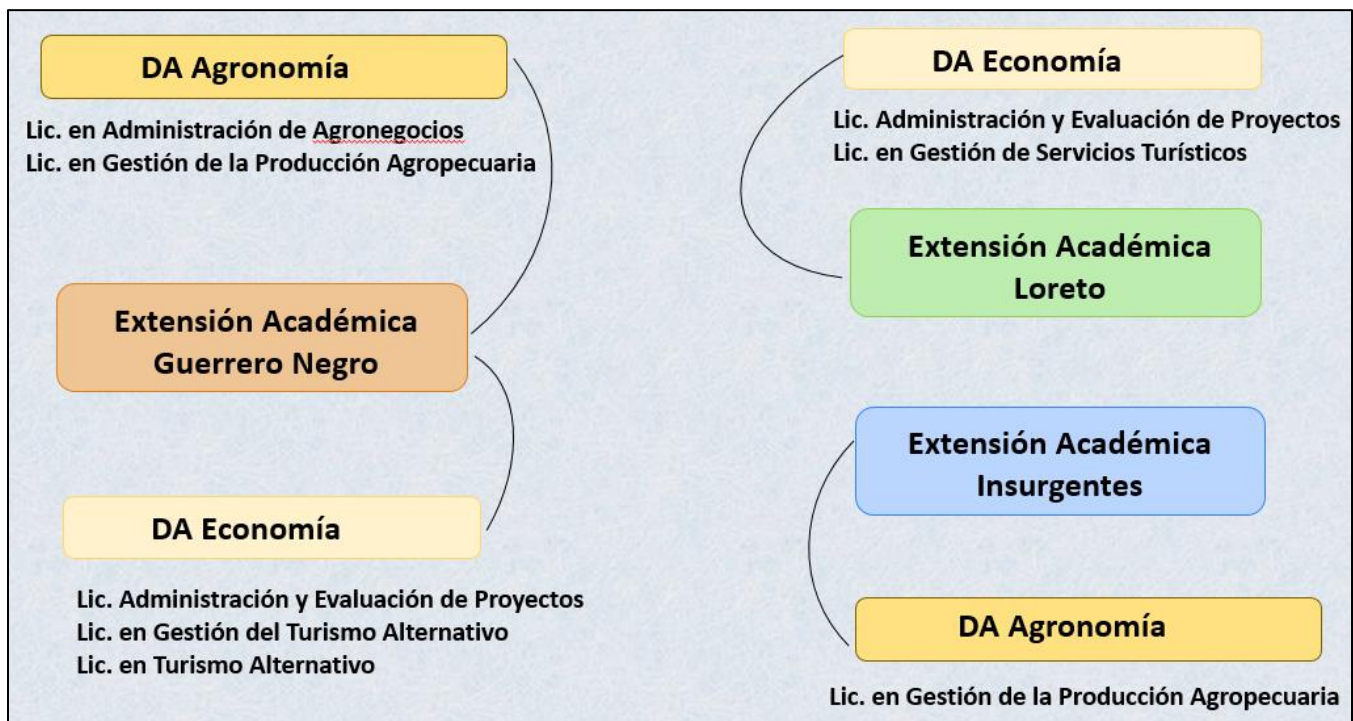 DA Agronomía
Lic. en Administración de Agronegocios
Lic. en Gestión de la Producción Agropecuaria
Extensión Académica
Guerrero Negro
DA Economía
Lic. Administración y Evaluación de Proyectos
Lic. en Gestión del Turismo Alternativo
Lic. en Turismo Alternativo
DA Economía
Lic. Administración y Evaluación de Proyectos
Lic. en Gestión de Servicios Turísticos
Extensión Académica
Loreto
Extensión Académica
Insurgentes
DA Agronomía
Lic. en Gestión de la Producción Agropecuaria